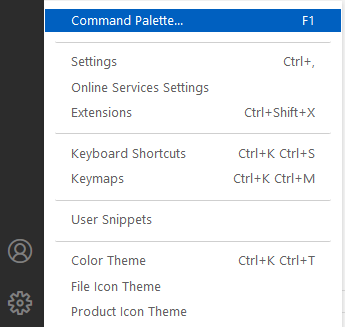 Command Palette... F1
Settings Ctrl+,
Online Services Settings
Extensions Ctrl+Shift+X
Keyboard Shortcuts Ctrl+K Ctrl+S
Keymaps Ctrl+K Ctrl+M
User Snippets
Color Theme Ctrl+K Ctrl+T
File Icon Theme
Product Icon Theme